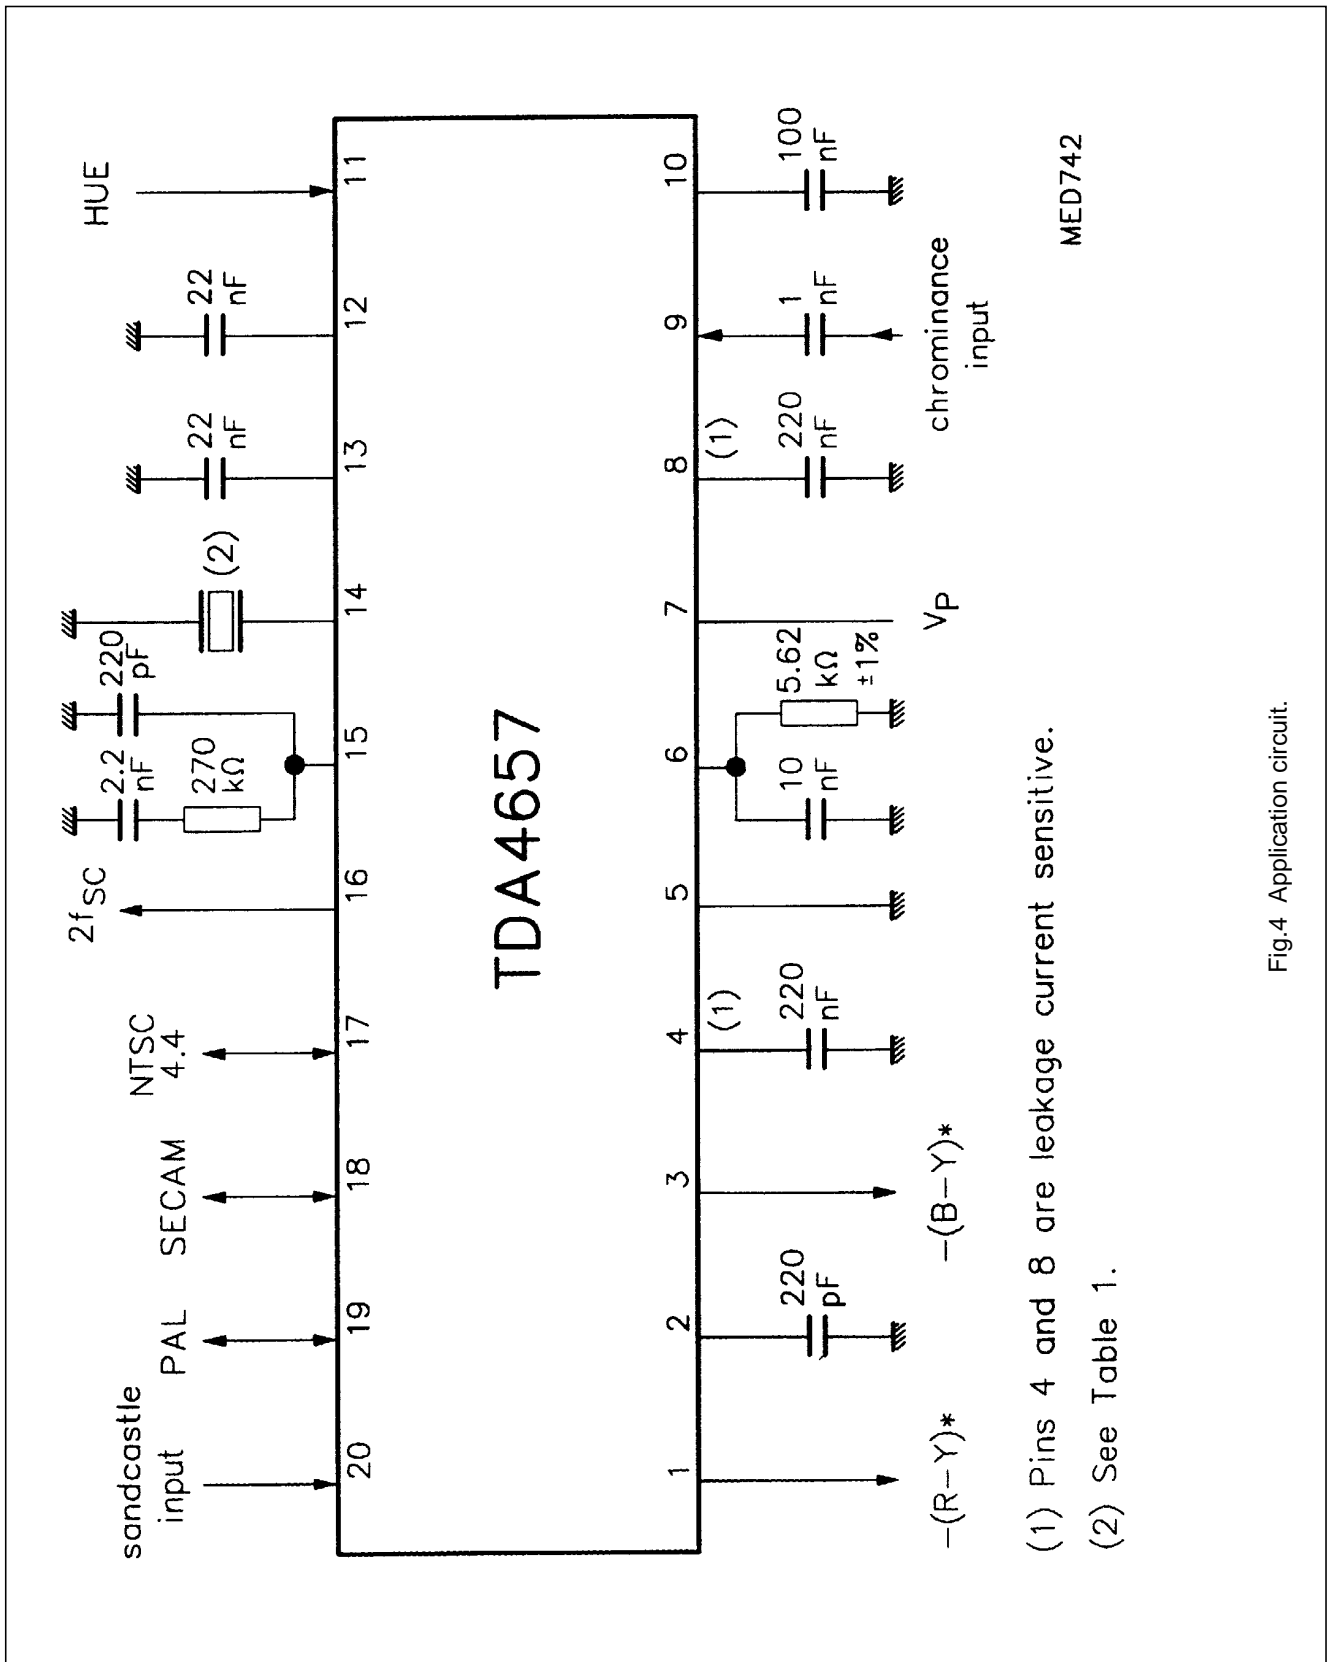 sandcastle
input
PAL
SECAM
NTSC
4.4
2fSC
2.2
nF
270
kΩ
220
pF
(2)
22
nF
22
nF
HUE
20
19
18
17
16
15
14
13
12
11
TDA4657
1
2
3
4
5
6
7
8
9
10
(1)
(1)
220
pF
220
nF
10
nF
5.62
kΩ
±1%
220
nF
1
nF
100
nF
−(R−Y)*
−(B−Y)*
VP
chrominance
input
(1) Pins 4 and 8 are leakage current sensitive.
(2) See Table 1.
MED742
Fig.4 Application circuit.